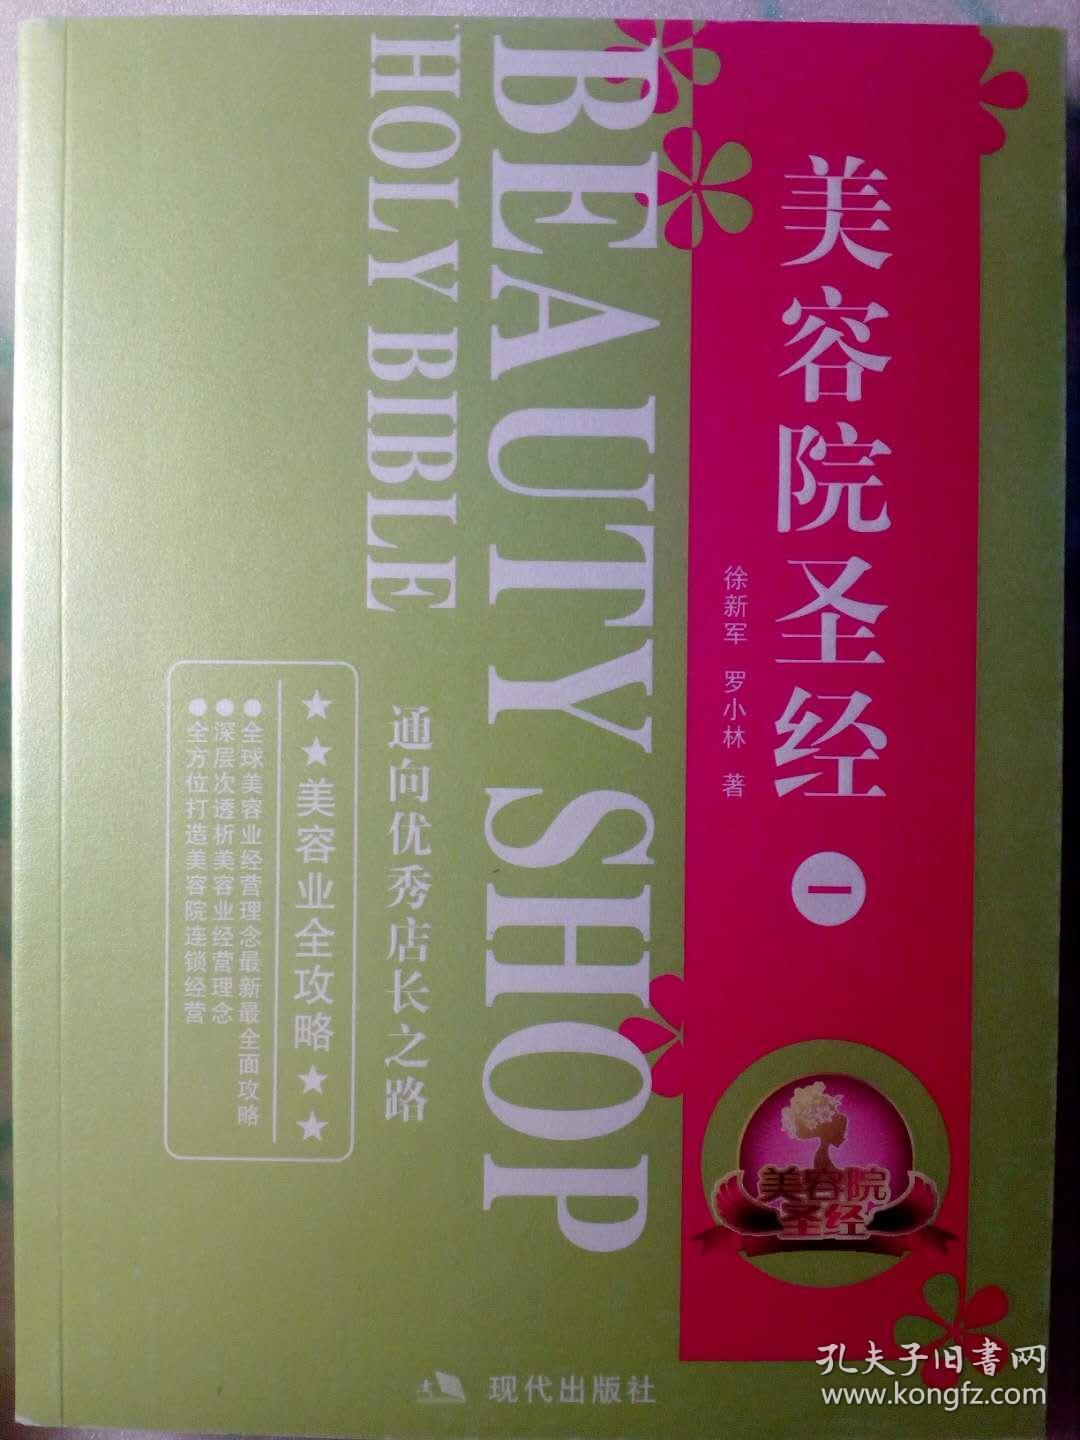 美容院圣经
一
徐新军 罗小林 著
BEAUTY SHOP
HOLY BIBLE
通向优秀店长之路
★★美容业全攻略★★
●全球美容业经营理念最新最全面攻略
●深层次透析美容业经营理念
●全方位打造美容院连锁经营
美容院
圣经
现代出版社
孔夫子旧書网
www.kongfz.com